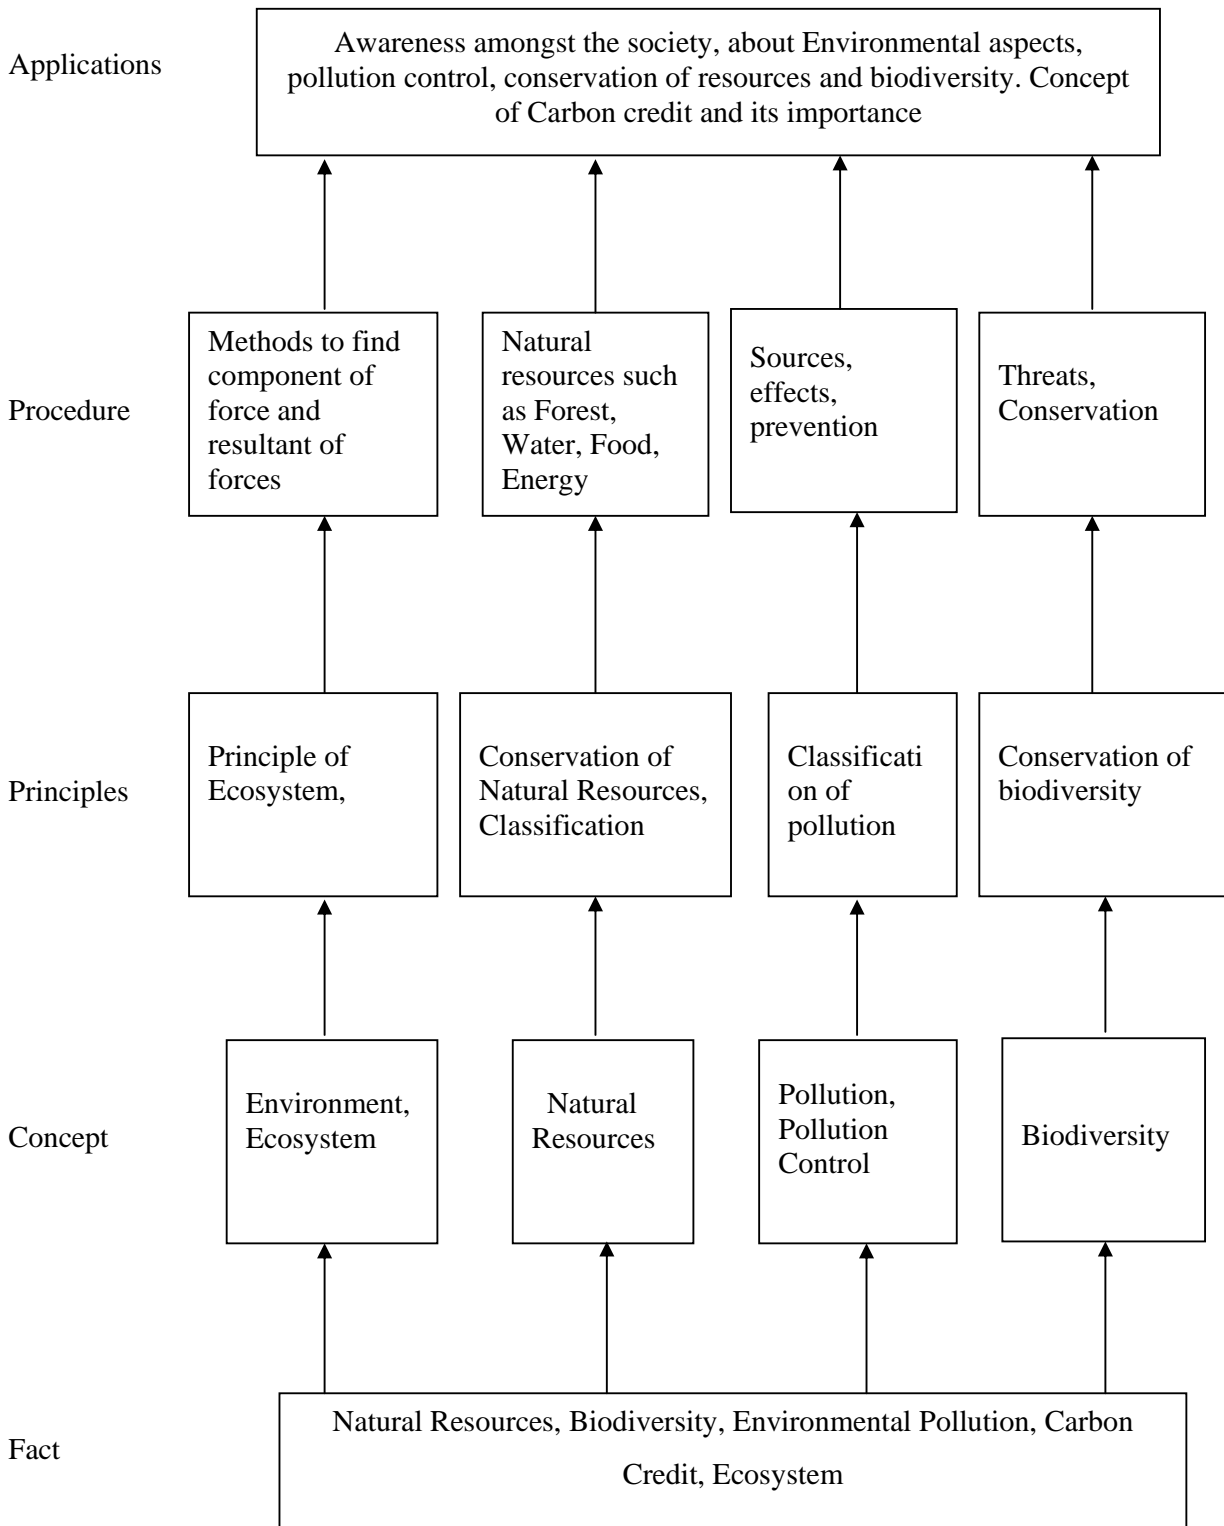 Applications
Awareness amongst the society, about Environmental aspects,
pollution control, conservation of resources and biodiversity. Concept
of Carbon credit and its importance
Procedure
Methods to find
component of
force and
resultant of
forces
Natural
resources such
as Forest,
Water, Food,
Energy
Sources,
effects,
prevention
Threats,
Conservation
Principles
Principle of
Ecosystem,
Conservation of
Natural Resources,
Classification
Classificati
on of
pollution
Conservation of
biodiversity
Concept
Environment,
Ecosystem
Natural
Resources
Pollution,
Pollution
Control
Biodiversity
Fact
Natural Resources, Biodiversity, Environmental Pollution, Carbon
Credit, Ecosystem